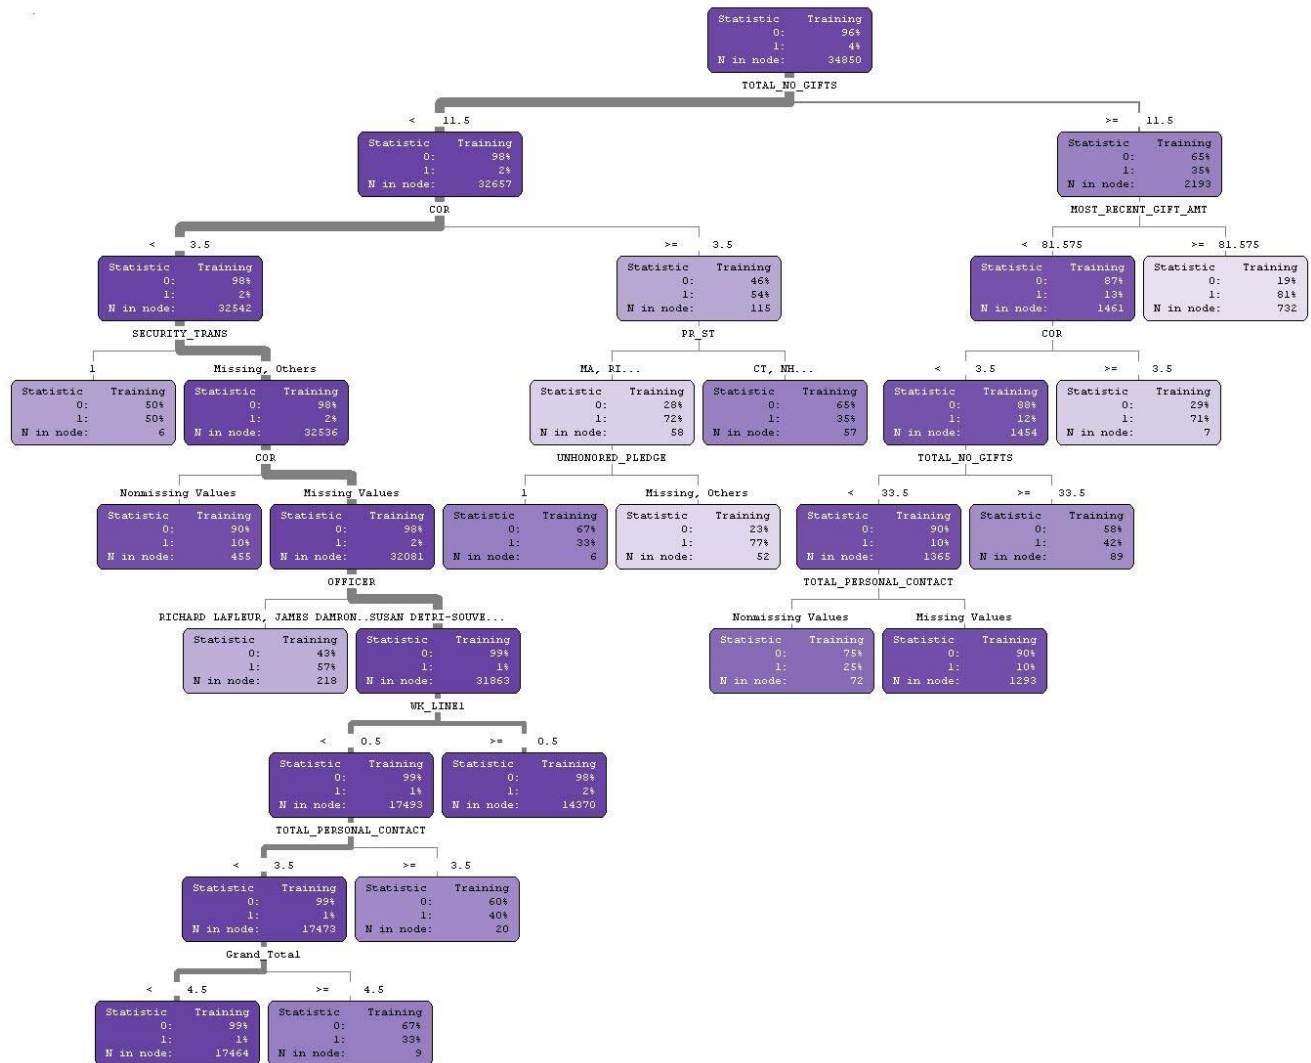 Statistic Training
0: 96%
1: 4%
N in node: 34850
TOTAL_NO_GIFTS
< 11.5
>= 11.5
Statistic Training
0: 98%
1: 2%
N in node: 32657
Statistic Training
0: 65%
1: 35%
N in node: 2193
COR
MOST_RECENT_GIFT_AMT
< 3.5
>= 3.5
< 81.575
>= 81.575
Statistic Training
0: 98%
1: 2%
N in node: 32542
Statistic Training
0: 46%
1: 54%
N in node: 115
Statistic Training
0: 87%
1: 13%
N in node: 1461
Statistic Training
0: 19%
1: 81%
N in node: 732
SECURITY_TRANS
PR_ST
COR
1
Missing, Others
MA, RI...
CT, NH...
< 3.5
>= 3.5
Statistic Training
0: 50%
1: 50%
N in node: 6
Statistic Training
0: 98%
1: 2%
N in node: 32536
Statistic Training
0: 28%
1: 72%
N in node: 58
Statistic Training
0: 65%
1: 35%
N in node: 57
Statistic Training
0: 88%
1: 12%
N in node: 1454
Statistic Training
0: 29%
1: 71%
N in node: 7
COR
UNHONORED_PLEDGE
TOTAL_NO_GIFTS
Nonmissing Values
Missing Values
1
Missing, Others
< 33.5
>= 33.5
Statistic Training
0: 90%
1: 10%
N in node: 455
Statistic Training
0: 98%
1: 2%
N in node: 32081
Statistic Training
0: 67%
1: 33%
N in node: 6
Statistic Training
0: 23%
1: 77%
N in node: 52
Statistic Training
0: 90%
1: 10%
N in node: 1365
Statistic Training
0: 58%
1: 42%
N in node: 89
OFFICER
TOTAL_PERSONAL_CONTACT
RICHARD LAFLEUR, JAMES DAMRON..SUSAN DETRI-SOUVE...
Nonmissing Values
Missing Values
Statistic Training
0: 43%
1: 57%
N in node: 218
Statistic Training
0: 99%
1: 1%
N in node: 31863
Statistic Training
0: 75%
1: 25%
N in node: 72
Statistic Training
0: 90%
1: 10%
N in node: 1293
WK_LINE1
< 0.5
>= 0.5
Statistic Training
0: 99%
1: 1%
N in node: 17493
Statistic Training
0: 98%
1: 2%
N in node: 14370
TOTAL_PERSONAL_CONTACT
< 3.5
>= 3.5
Statistic Training
0: 99%
1: 1%
N in node: 17473
Statistic Training
0: 60%
1: 40%
N in node: 20
Grand_Total
< 4.5
>= 4.5
Statistic Training
0: 99%
1: 1%
N in node: 17464
Statistic Training
0: 67%
1: 33%
N in node: 9